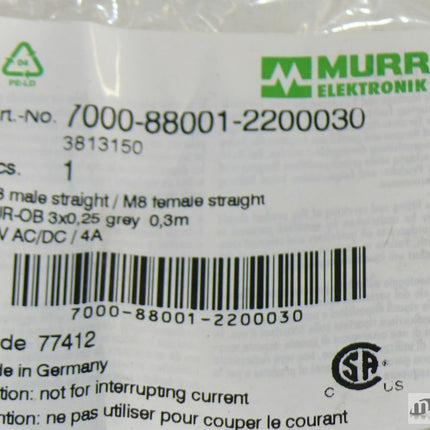 04
PE-LD
MURR
ELEKTRONIK
rt.-No. 7000-88001-2200030
3813150
cs. 1
8 male straight / M8 female straight
UR-OB 3x0,25 grey 0,3m
V AC/DC / 4A
7000-88001-2200030
de 77412
de in Germany
tion: not for interrupting current
ntion: ne pas utiliser pour couper le courant
C US